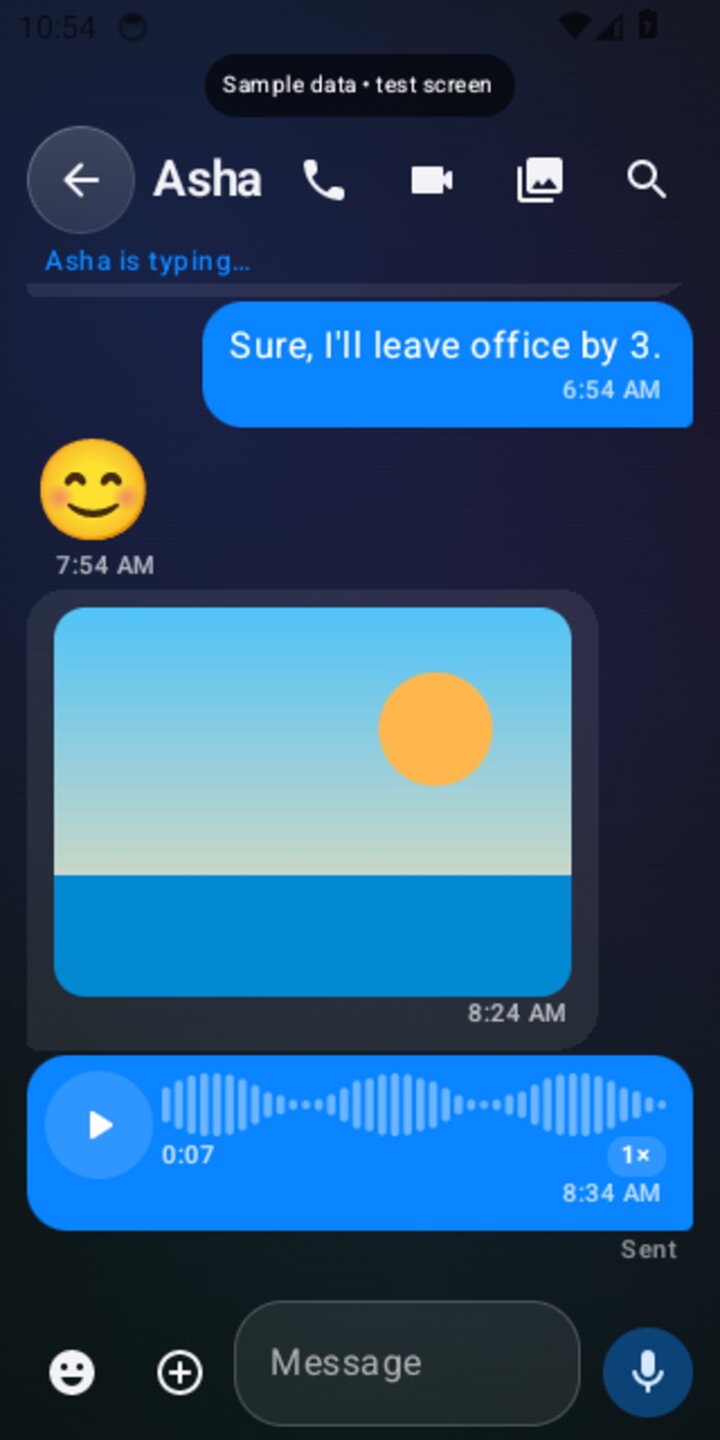 10:54
Sample data • test screen
Asha
Asha is typing…
Sure, I'll leave office by 3.
6:54 AM
7:54 AM
8:24 AM
0:07
1×
8:34 AM
Sent
Message